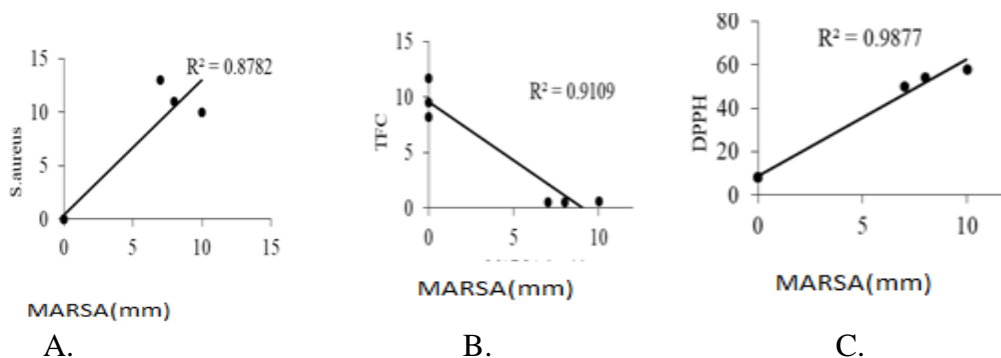 15
R² = 0.8782
10
S.aureus
5
0
0 5 10 15
MARSA(mm)
A.
15
R² = 0.9109
10
TFC
5
0
0 5 10
MARSA(mm)
B.
80
R² = 0.9877
60
DPPH
40
20
0
0 5 10
MARSA(mm)
C.